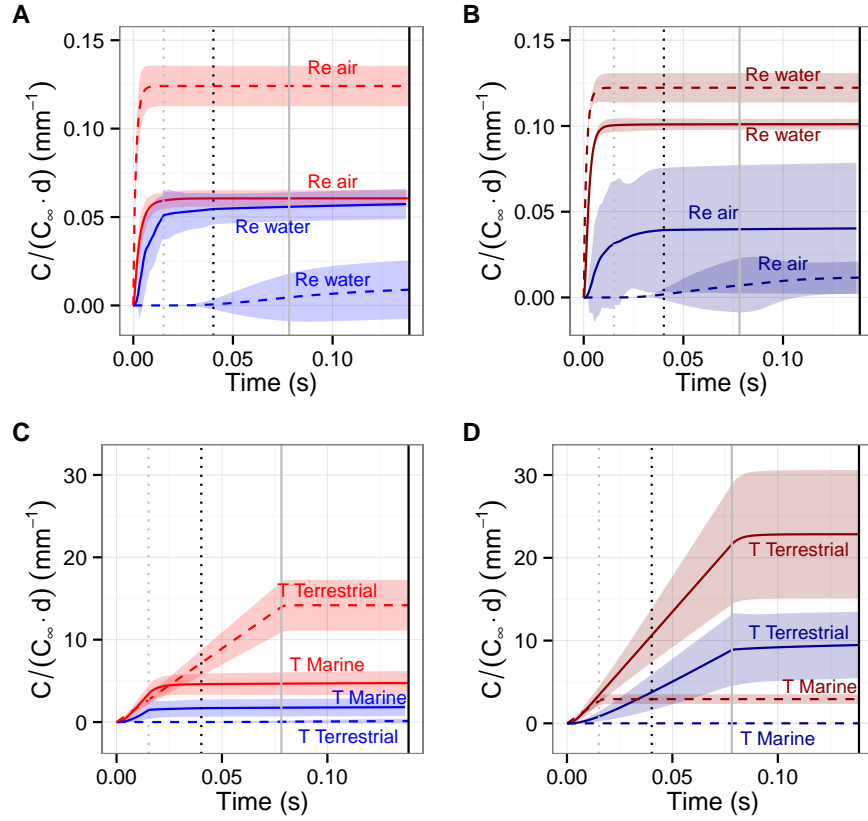 A
C/(C∞ · d) (mm⁻¹)
0.15
0.10
0.05
0.00
Re air
Re air
Re water
Re water
0.00
0.05
0.10
Time (s)
B
C/(C∞ · d) (mm⁻¹)
0.15
0.10
0.05
0.00
Re water
Re water
Re air
Re air
0.00
0.05
0.10
Time (s)
C
C/(C∞ · d) (mm⁻¹)
30
20
10
0
T Terrestrial
T Marine
T Marine
T Terrestrial
0.00
0.05
0.10
Time (s)
D
C/(C∞ · d) (mm⁻¹)
30
20
10
0
T Terrestrial
T Terrestrial
T Marine
T Marine
0.00
0.05
0.10
Time (s)